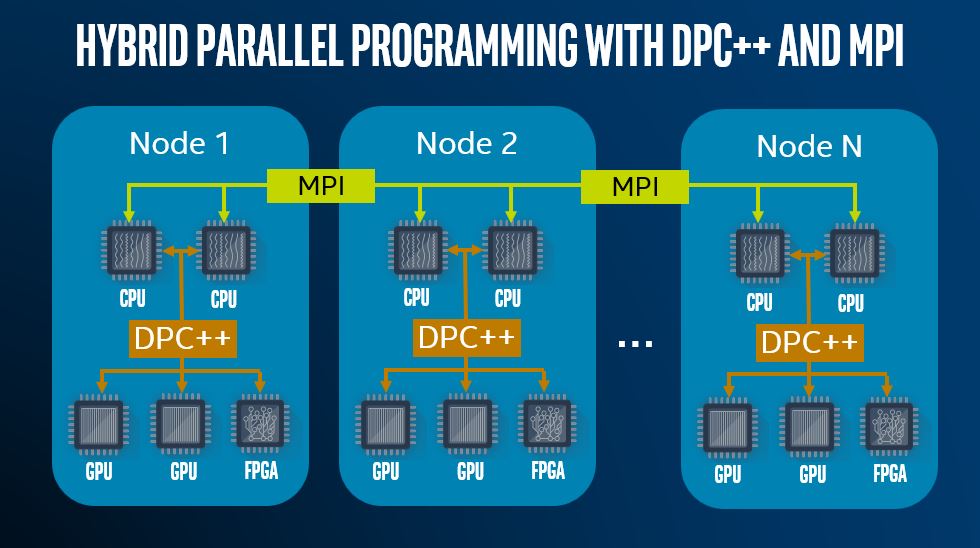 HYBRID PARALLEL PROGRAMMING WITH DPC++ AND MPI
Node 1
Node 2
Node N
MPI
MPI
CPU
CPU
CPU
CPU
CPU
CPU
DPC++
DPC++
DPC++
...
GPU
GPU
FPGA
GPU
GPU
FPGA
GPU
GPU
FPGA